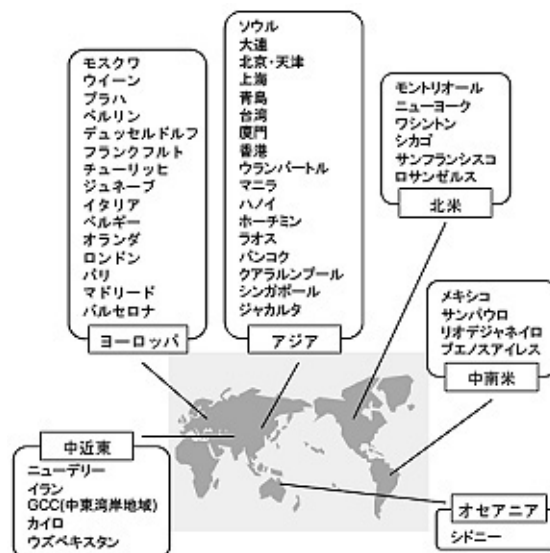 モスクワ
ウイーン
プラハ
ベルリン
デュッセルドルフ
フランクフルト
チューリッヒ
ジュネーブ
イタリア
ベルギー
オランダ
ロンドン
パリ
マドリード
バルセロナ
ヨーロッパ
ソウル
大連
北京・天津
上海
青島
台湾
厦門
香港
ウランバートル
マニラ
ハノイ
ホーチミン
ラオス
バンコク
クアラルンプール
シンガポール
ジャカルタ
アジア
モントリオール
ニューヨーク
ワシントン
シカゴ
サンフランシスコ
ロサンゼルス
北米
メキシコ
サンパウロ
リオデジャネイロ
ブエノスアイレス
中南米
中近東
ニューデリー
イラン
GCC(中東湾岸地域)
カイロ
ウズベキスタン
オセアニア
シドニー